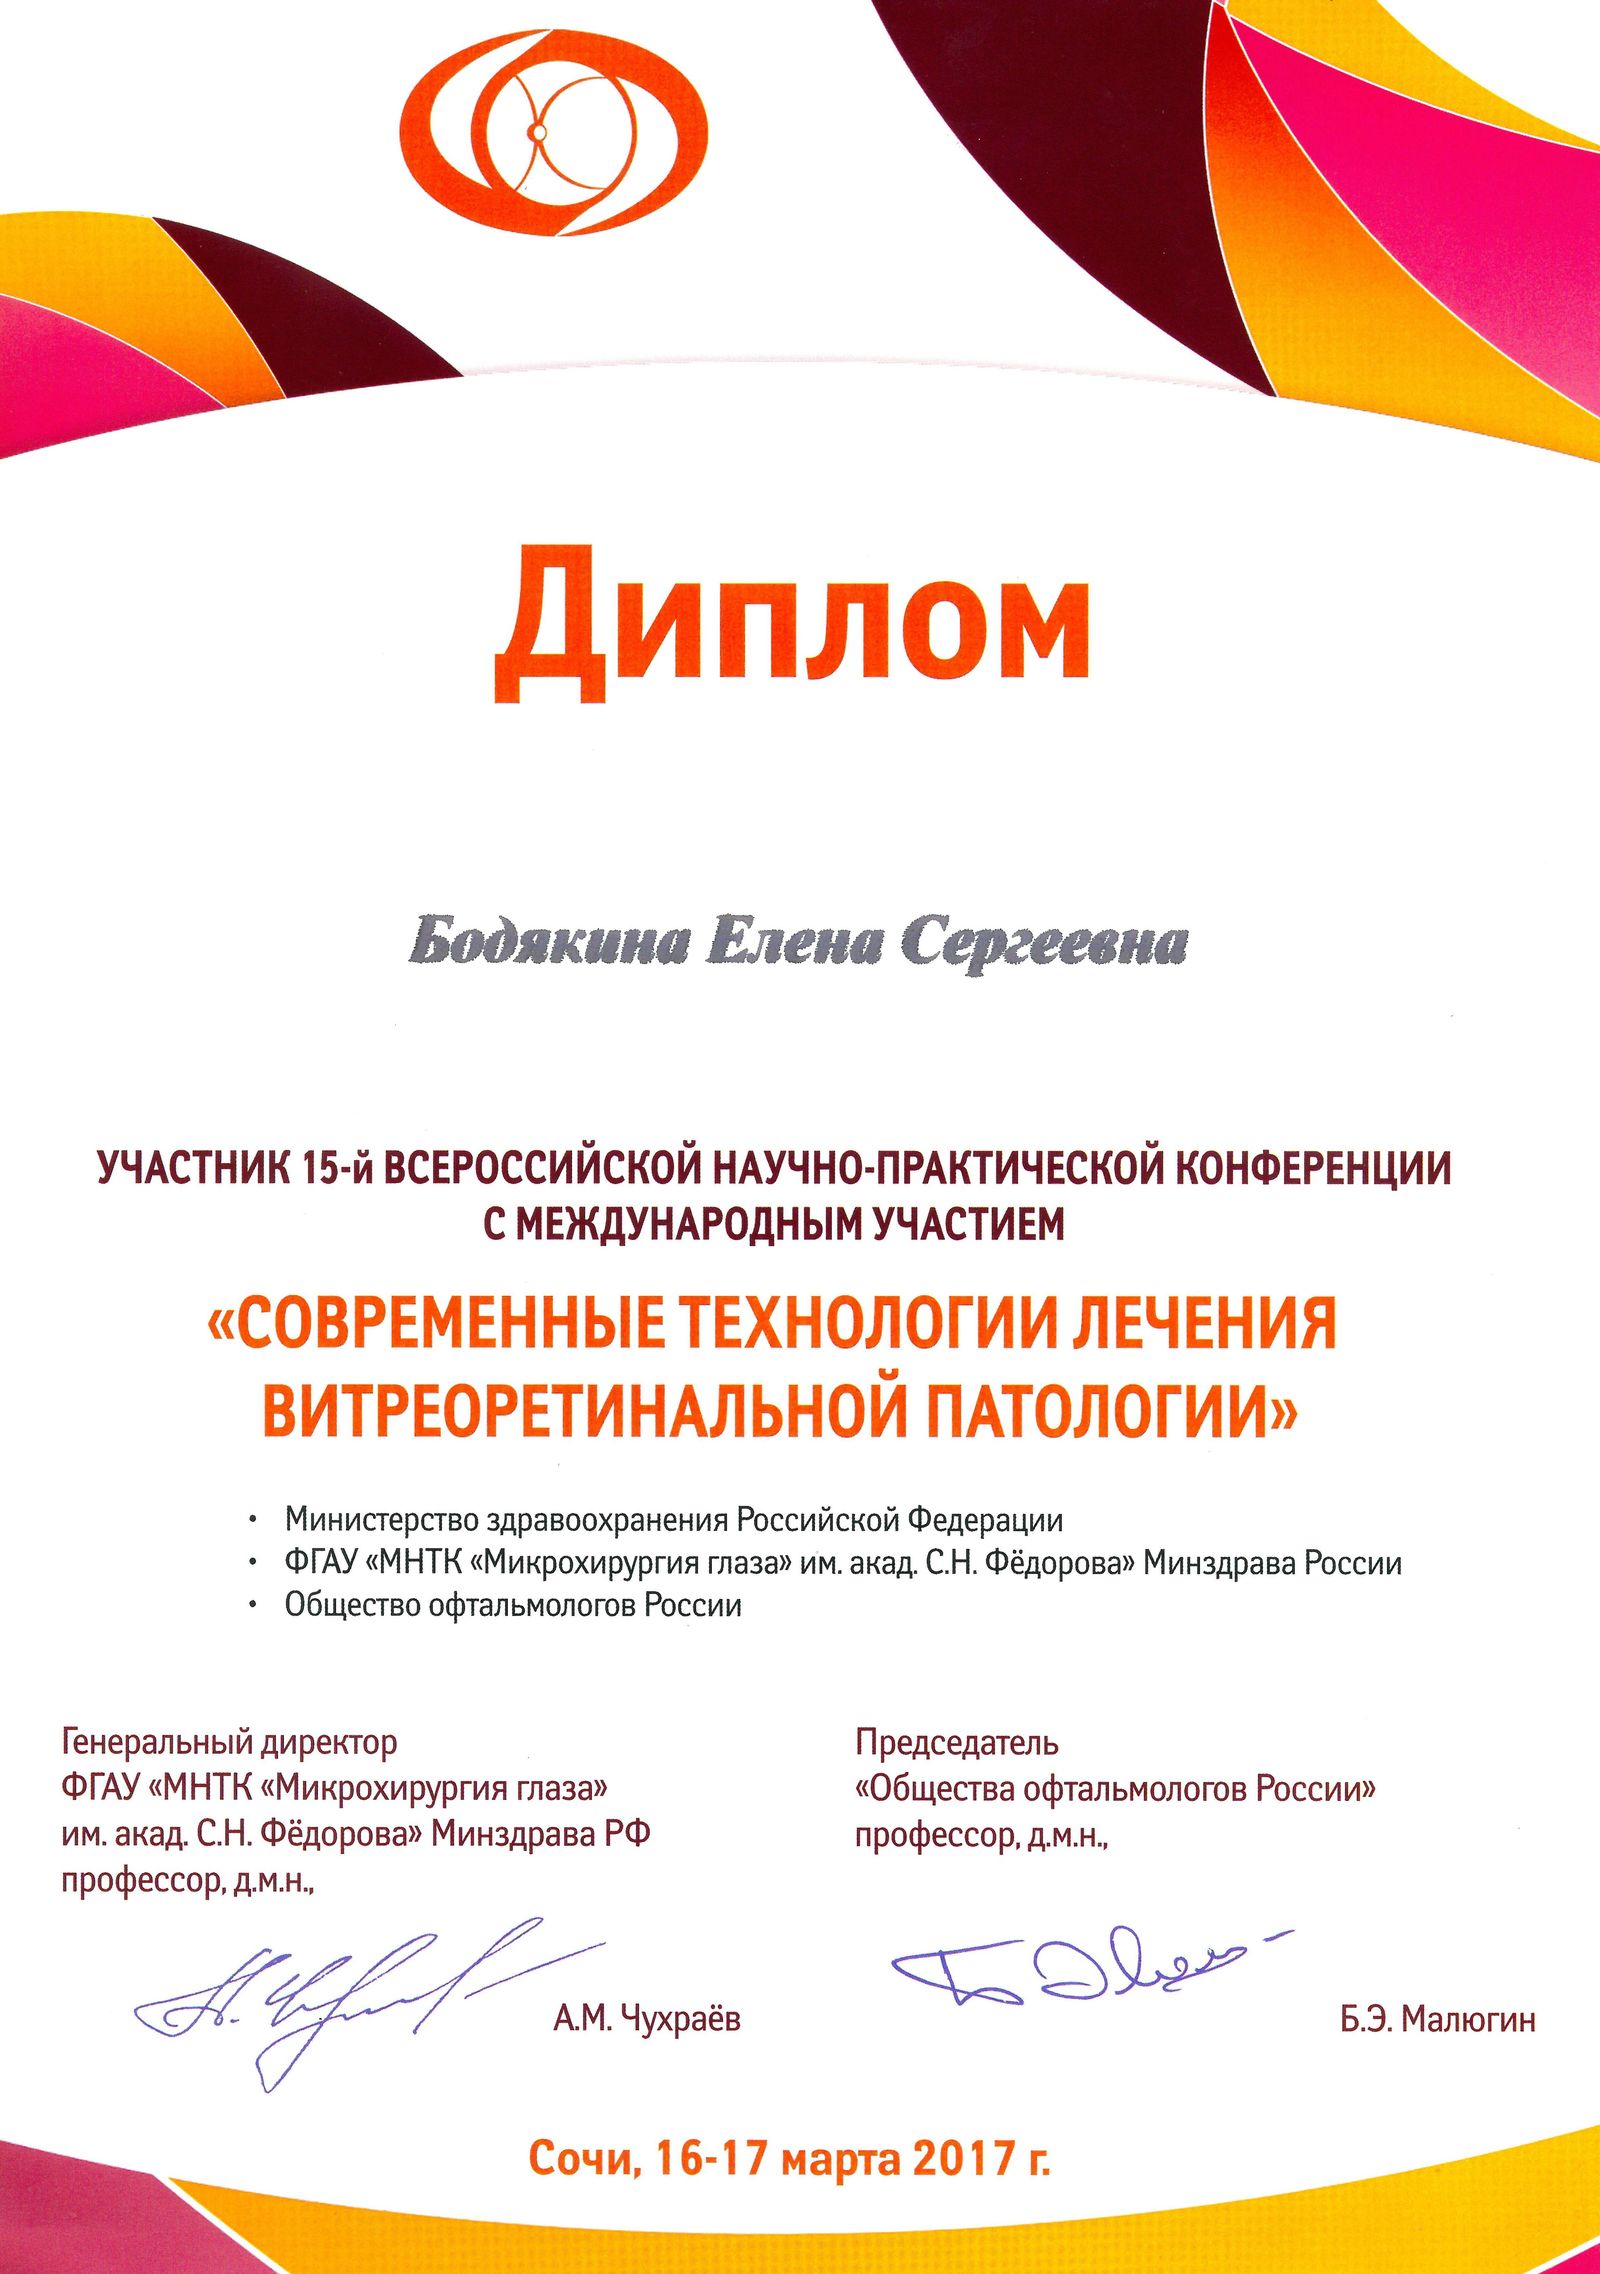 Диплом
Бодякина Елена Сергеевна
УЧАСТНИК 15-й ВСЕРОССИЙСКОЙ НАУЧНО-ПРАКТИЧЕСКОЙ КОНФЕРЕНЦИИ
С МЕЖДУНАРОДНЫМ УЧАСТИЕМ
«СОВРЕМЕННЫЕ ТЕХНОЛОГИИ ЛЕЧЕНИЯ
ВИТРЕОРЕТИНАЛЬНОЙ ПАТОЛОГИИ»
• Министерство здравоохранения Российской Федерации
• ФГАУ «МНТК «Микрохирургия глаза» им. акад. С.Н. Фёдорова» Минздрава России
• Общество офтальмологов России
Генеральный директор
ФГАУ «МНТК «Микрохирургия глаза»
им. акад. С.Н. Фёдорова» Минздрава РФ
профессор, д.м.н.,
А.М. Чухраёв
Председатель
«Общества офтальмологов России»
профессор, д.м.н.,
Б.Э. Малюгин
Сочи, 16-17 марта 2017 г.